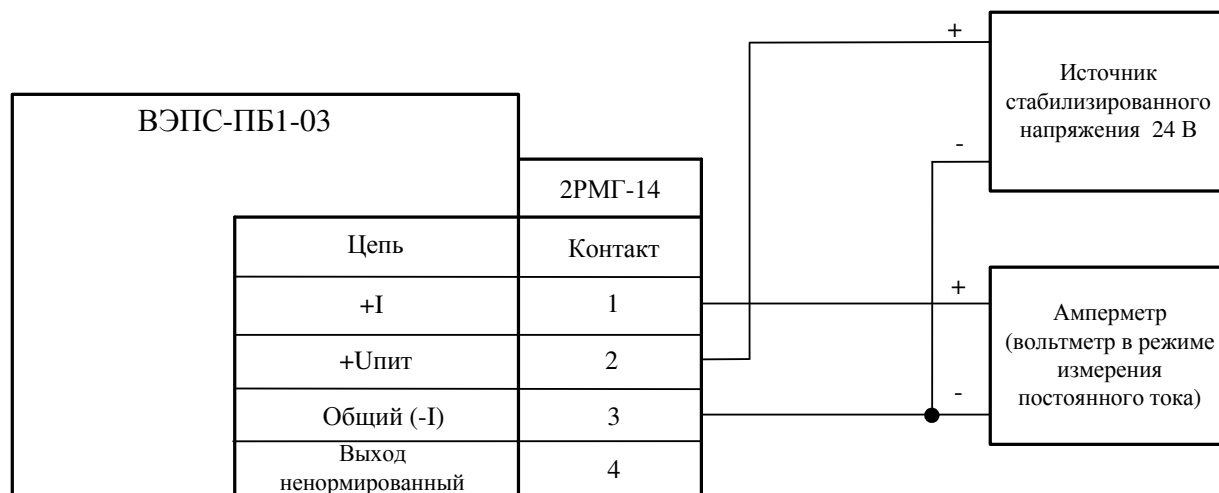 ВЭПС-ПБ1-03
2РМГ-14
Цепь
Контакт
+I
1
+Uпит
2
Общий (-I)
3
Выход
ненормированный
4
+
Источник
стабилизированного
напряжения 24 В
-
+
Амперметр
(вольтметр в режиме
измерения
постоянного тока)
-